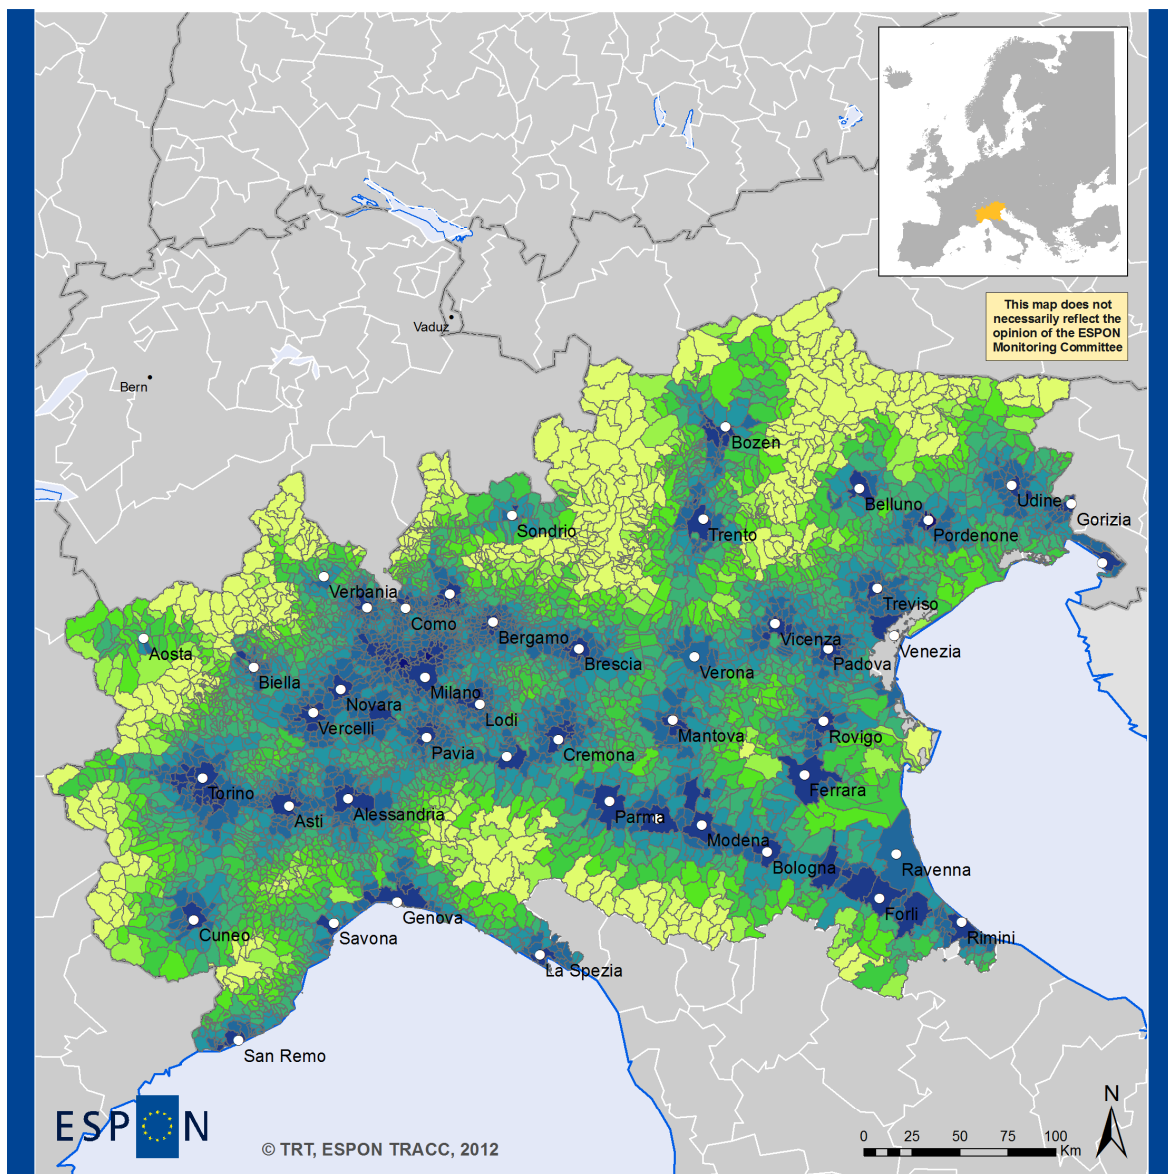 This map does not
necessarily reflect the
opinion of the ESPON
Monitoring Committee
Vaduz
Bern
Bozen
Sondrio
Trento
Belluno
Udine
Pordenone
Gorizia
Verbania
Como
Bergamo
Treviso
Aosta
Biella
Brescia
Vicenza
Venezia
Verona
Padova
Novara
Milano
Lodi
Vercelli
Pavia
Cremona
Mantova
Rovigo
Torino
Asti
Alessandria
Parma
Ferrara
Modena
Bologna
Ravenna
Genova
Forli
Cuneo
Savona
Rimini
La Spezia
San Remo
N
ESPON
© TRT, ESPON TRACC, 2012
0 25 50 100
Km